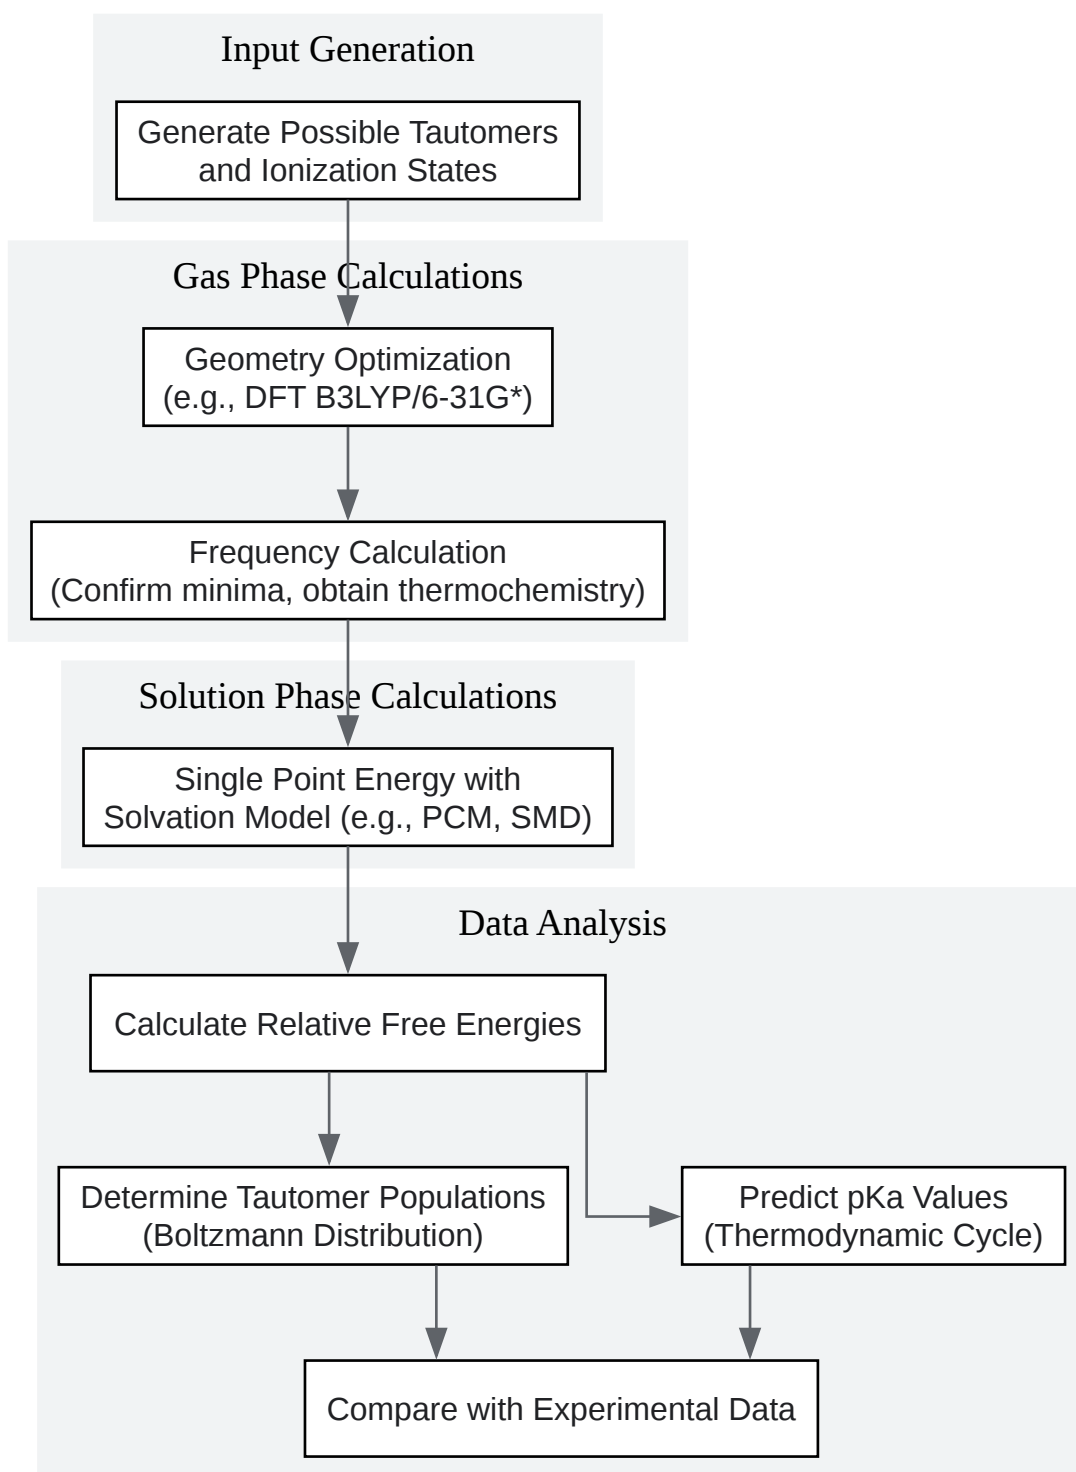 Input Generation
Generate Possible Tautomers
and Ionization States
Gas Phase Calculations
Geometry Optimization
(e.g., DFT B3LYP/6-31G*)
Frequency Calculation
(Confirm minima, obtain thermochemistry)
Solution Phase Calculations
Single Point Energy with
Solvation Model (e.g., PCM, SMD)
Data Analysis
Calculate Relative Free Energies
Determine Tautomer Populations
(Boltzmann Distribution)
Predict pKa Values
(Thermodynamic Cycle)
Compare with Experimental Data